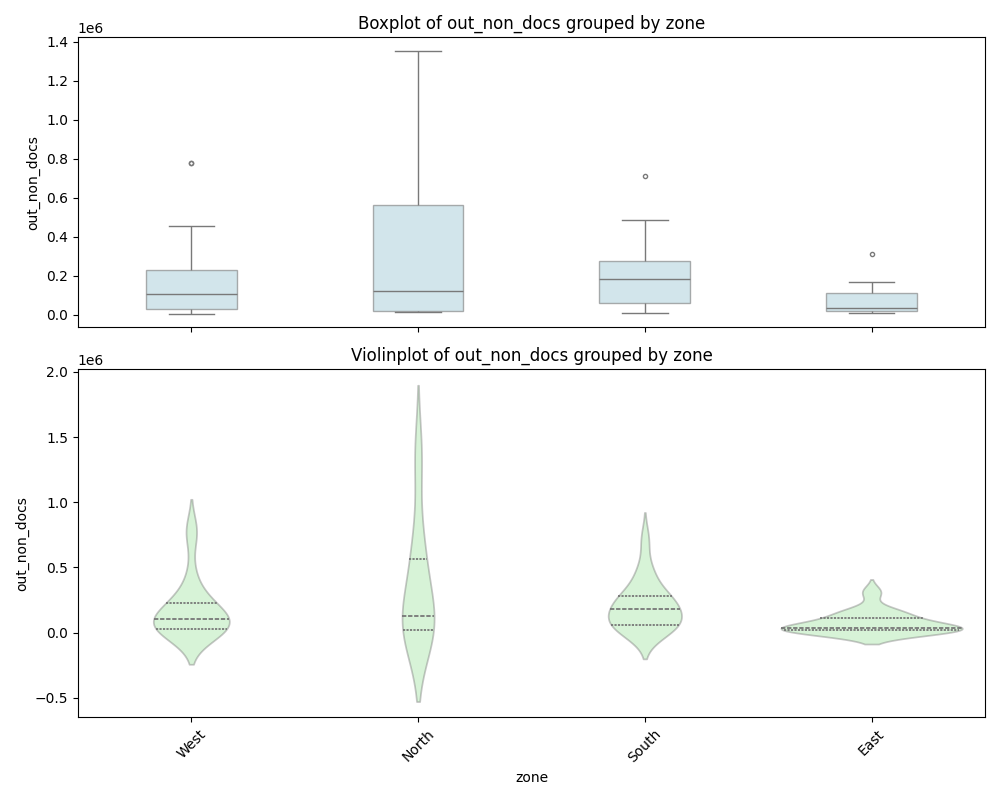 Boxplot of out_non_docs grouped by zone
1e6
1.4
1.2
1.0
0.8
0.6
0.4
0.2
0.0
out_non_docs
Violinplot of out_non_docs grouped by zone
1e6
2.0
1.5
1.0
0.5
0.0
−0.5
out_non_docs
West
North
South
East
zone